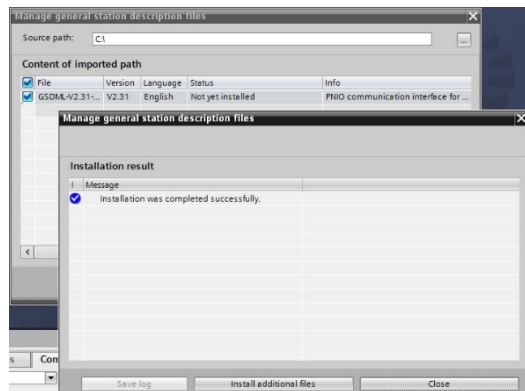 Manage general station description files
Source path: C:\
...
Content of imported path
File Version Language Status Info
GSDML-V2.31-... V2.31 English Not yet installed PNIO communication interface for ...
Manage general station description files
Installation result
! Message
Installation was completed successfully.
Con
Save log Install additional files Close